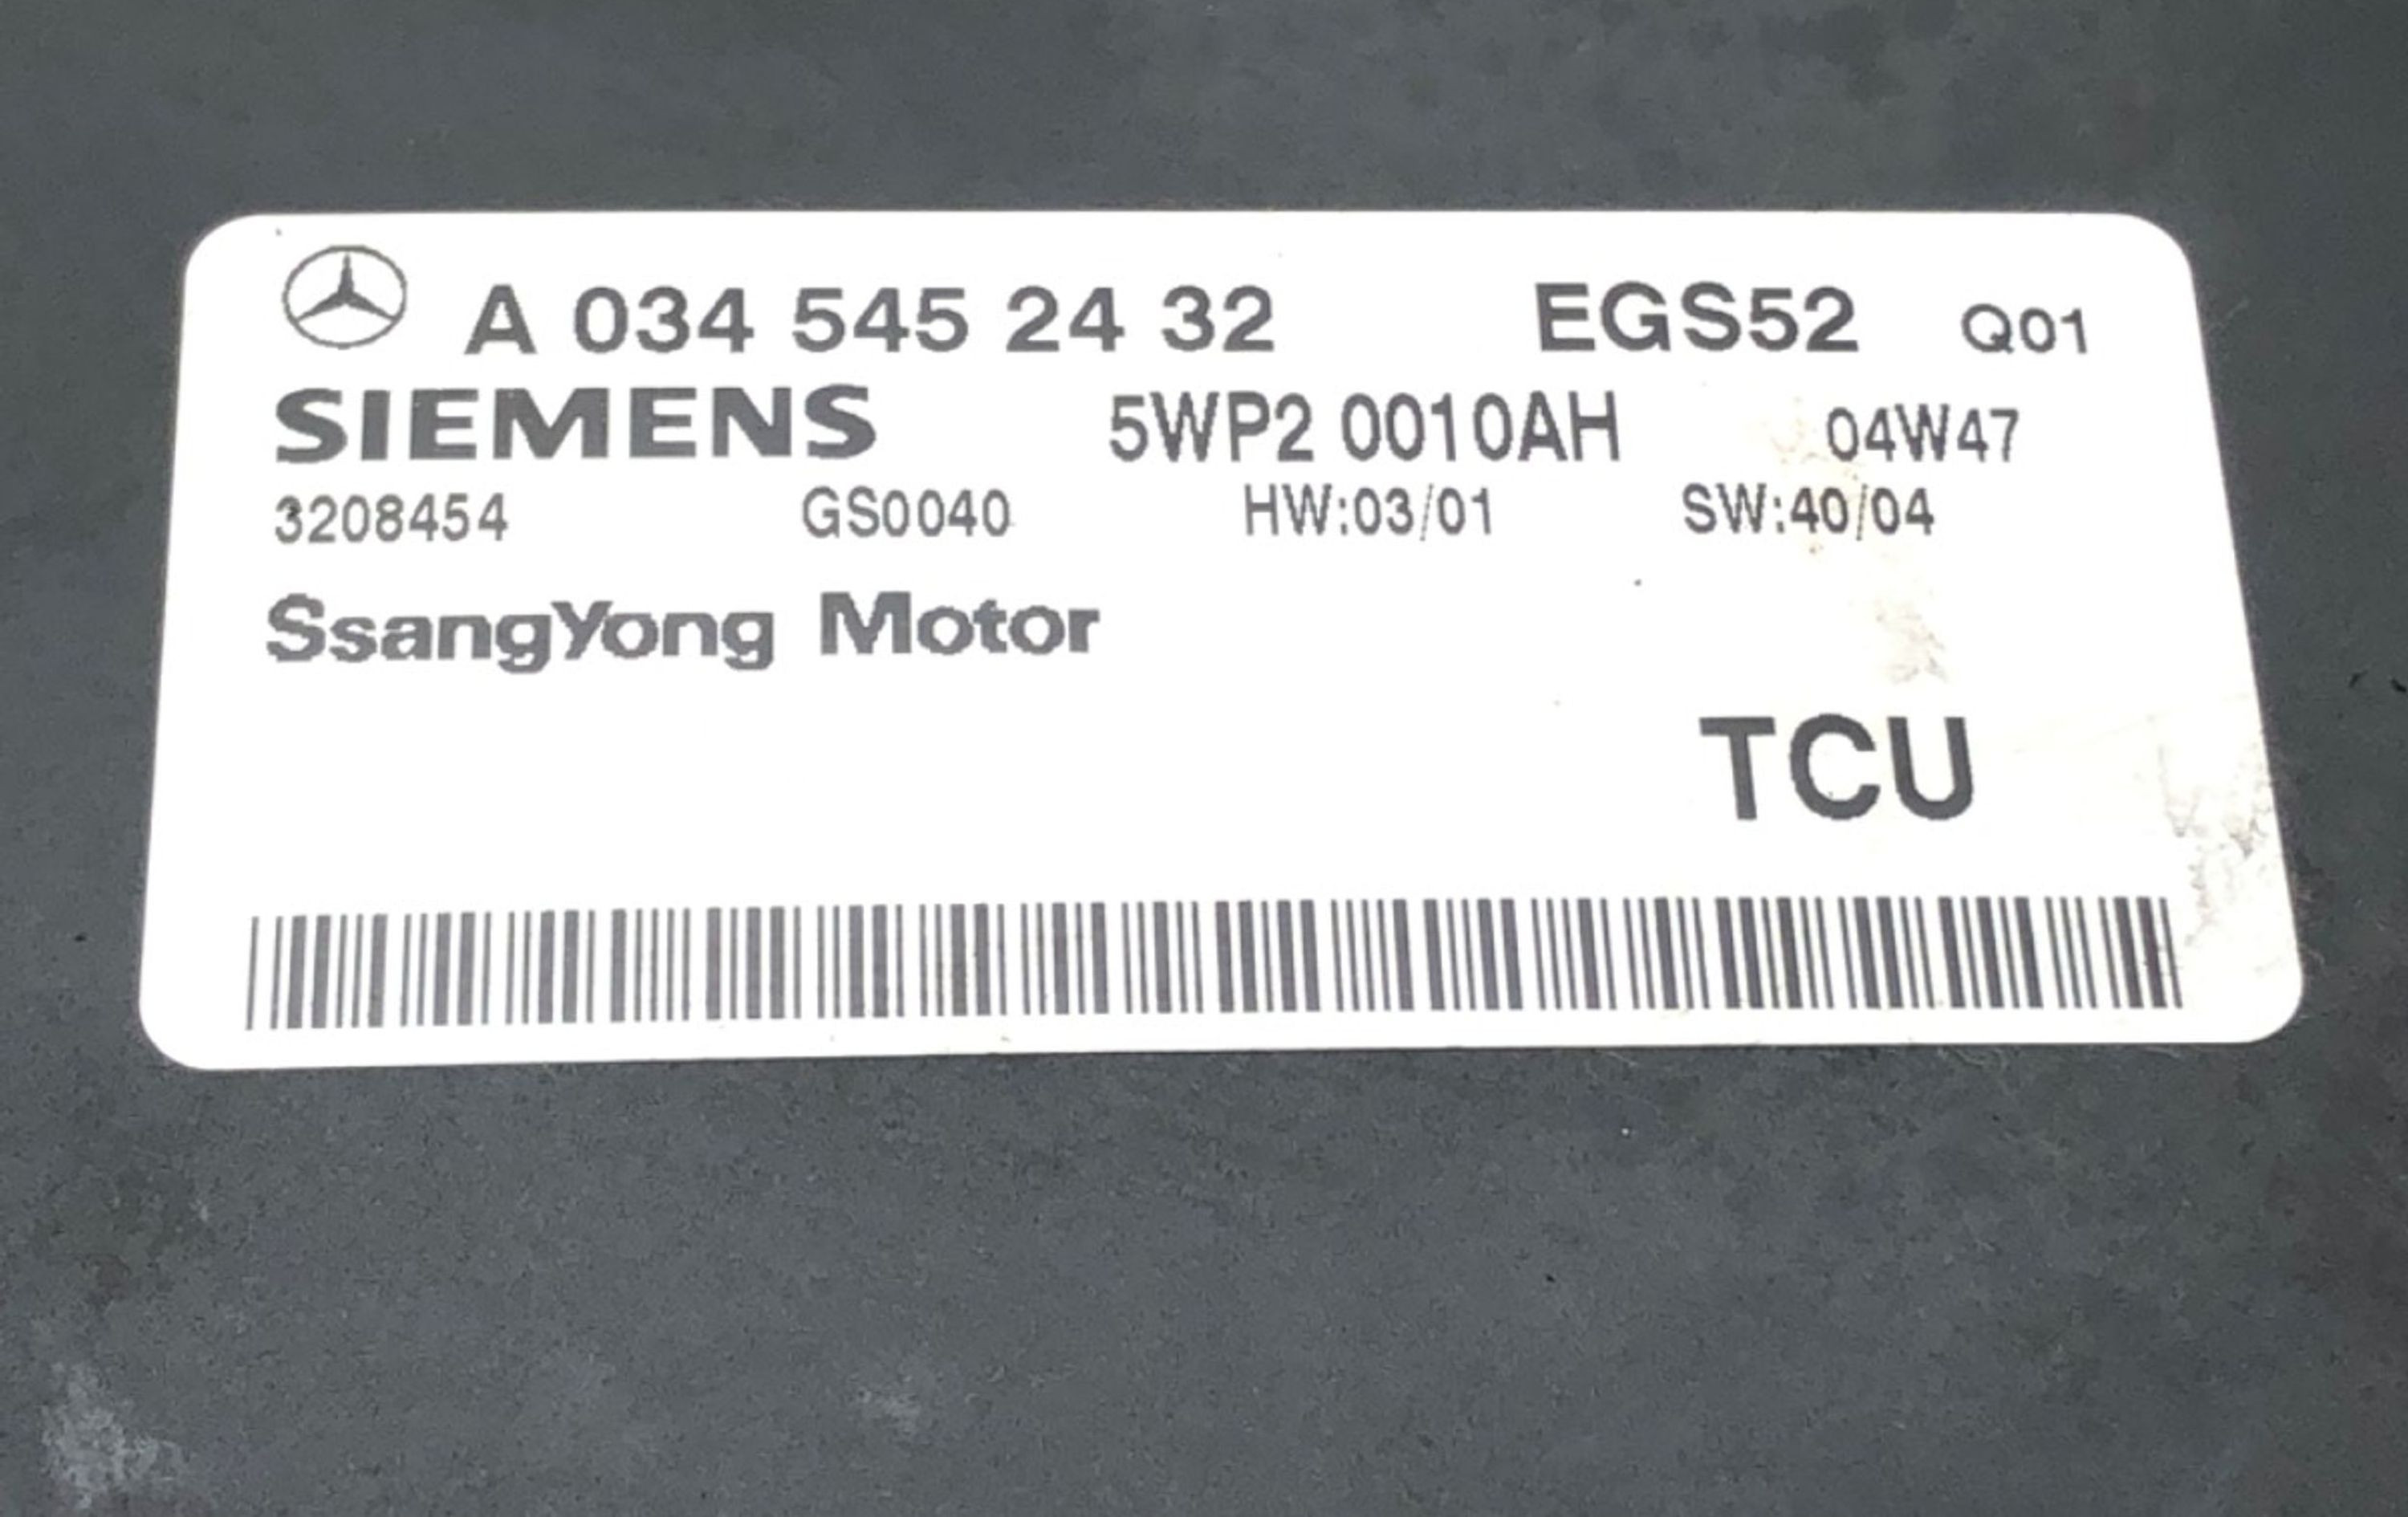 A 034 545 24 32 EGS52 Q01
SIEMENS 5WP2 0010AH 04W47
3208454 GS0040 HW:03/01 SW:40/04
SsangYong Motor
TCU